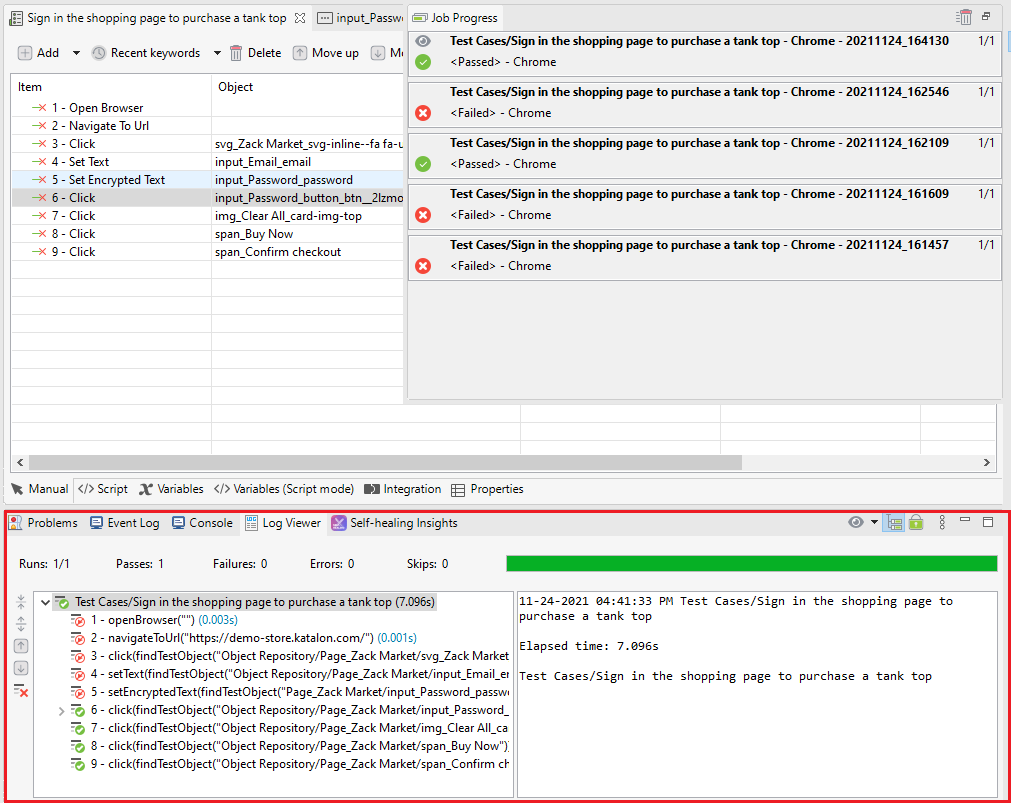 Sign in the shopping page to purchase a tank top
input_Passw
Job Progress
Add
Recent keywords
Delete
Move up
Item
Object
1 - Open Browser
2 - Navigate To Url
3 - Click
svg_Zack Market_svg-inline--fa fa-u
4 - Set Text
input_Email_email
5 - Set Encrypted Text
input_Password_password
6 - Click
input_Password_button_btn__2lzmo
7 - Click
img_Clear All_card-img-top
8 - Click
span_Buy Now
9 - Click
span_Confirm checkout
Test Cases/Sign in the shopping page to purchase a tank top - Chrome - 20211124_164130
1/1
<Passed> - Chrome
Test Cases/Sign in the shopping page to purchase a tank top - Chrome - 20211124_162546
1/1
<Failed> - Chrome
Test Cases/Sign in the shopping page to purchase a tank top - Chrome - 20211124_162109
1/1
<Passed> - Chrome
Test Cases/Sign in the shopping page to purchase a tank top - Chrome - 20211124_161609
1/1
<Failed> - Chrome
Test Cases/Sign in the shopping page to purchase a tank top - Chrome - 20211124_161457
1/1
<Failed> - Chrome
Manual
</> Script
Variables
</> Variables (Script mode)
Integration
Properties
Problems
Event Log
Console
Log Viewer
Self-healing Insights
Runs: 1/1
Passes: 1
Failures: 0
Errors: 0
Skips: 0
Test Cases/Sign in the shopping page to purchase a tank top (7.096s)
1 - openBrowser("") (0.003s)
2 - navigateToUrl("https://demo-store.katalon.com/") (0.001s)
3 - click(findTestObject("Object Repository/Page_Zack Market/svg_Zack Market
4 - setText(findTestObject("Object Repository/Page_Zack Market/input_Email_er
5 - setEncryptedText(findTestObject("Page_Zack Market/input_Password_passw
6 - click(findTestObject("Object Repository/Page_Zack Market/input_Password_
7 - click(findTestObject("Object Repository/Page_Zack Market/img_Clear All_ca
8 - click(findTestObject("Object Repository/Page_Zack Market/span_Buy Now")
9 - click(findTestObject("Object Repository/Page_Zack Market/span_Confirm ch
11-24-2021 04:41:33 PM Test Cases/Sign in the shopping page to
purchase a tank top
Elapsed time: 7.096s
Test Cases/Sign in the shopping page to purchase a tank top